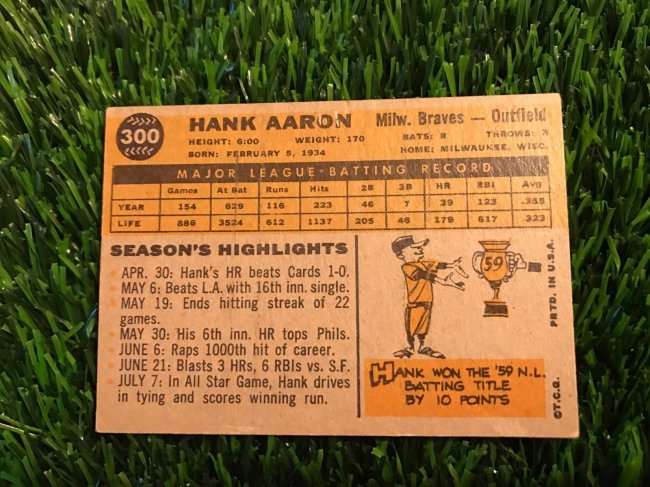 300
HANK AARON Milw. Braves — Outfield
HEIGHT: 6:00 WEIGHT: 170 BATS: R THROWS: R
BORN: FEBRUARY 5, 1934 HOME: MILWAUKEE, WISC.
MAJOR LEAGUE BATTING RECORD
Games At Bat Runs Hits 2B 3B HR RBI Avg.
YEAR 154 629 116 223 46 7 39 123 .355
LIFE 886 3524 612 1137 205 46 179 617 .323
SEASON'S HIGHLIGHTS
APR. 30: Hank's HR beats Cards 1-0.
MAY 6: Beats L.A. with 16th inn. single.
MAY 19: Ends hitting streak of 22
games.
MAY 30: His 6th inn. HR tops Phils.
JUNE 6: Raps 1000th hit of career.
JUNE 21: Blasts 3 HRs, 6 RBIs vs. S.F.
JULY 7: In All Star Game, Hank drives
in tying and scores winning run.
59
HANK WON THE '59 N.L.
BATTING TITLE
BY 10 POINTS
©T.C.G. PRTD. IN U.S.A.